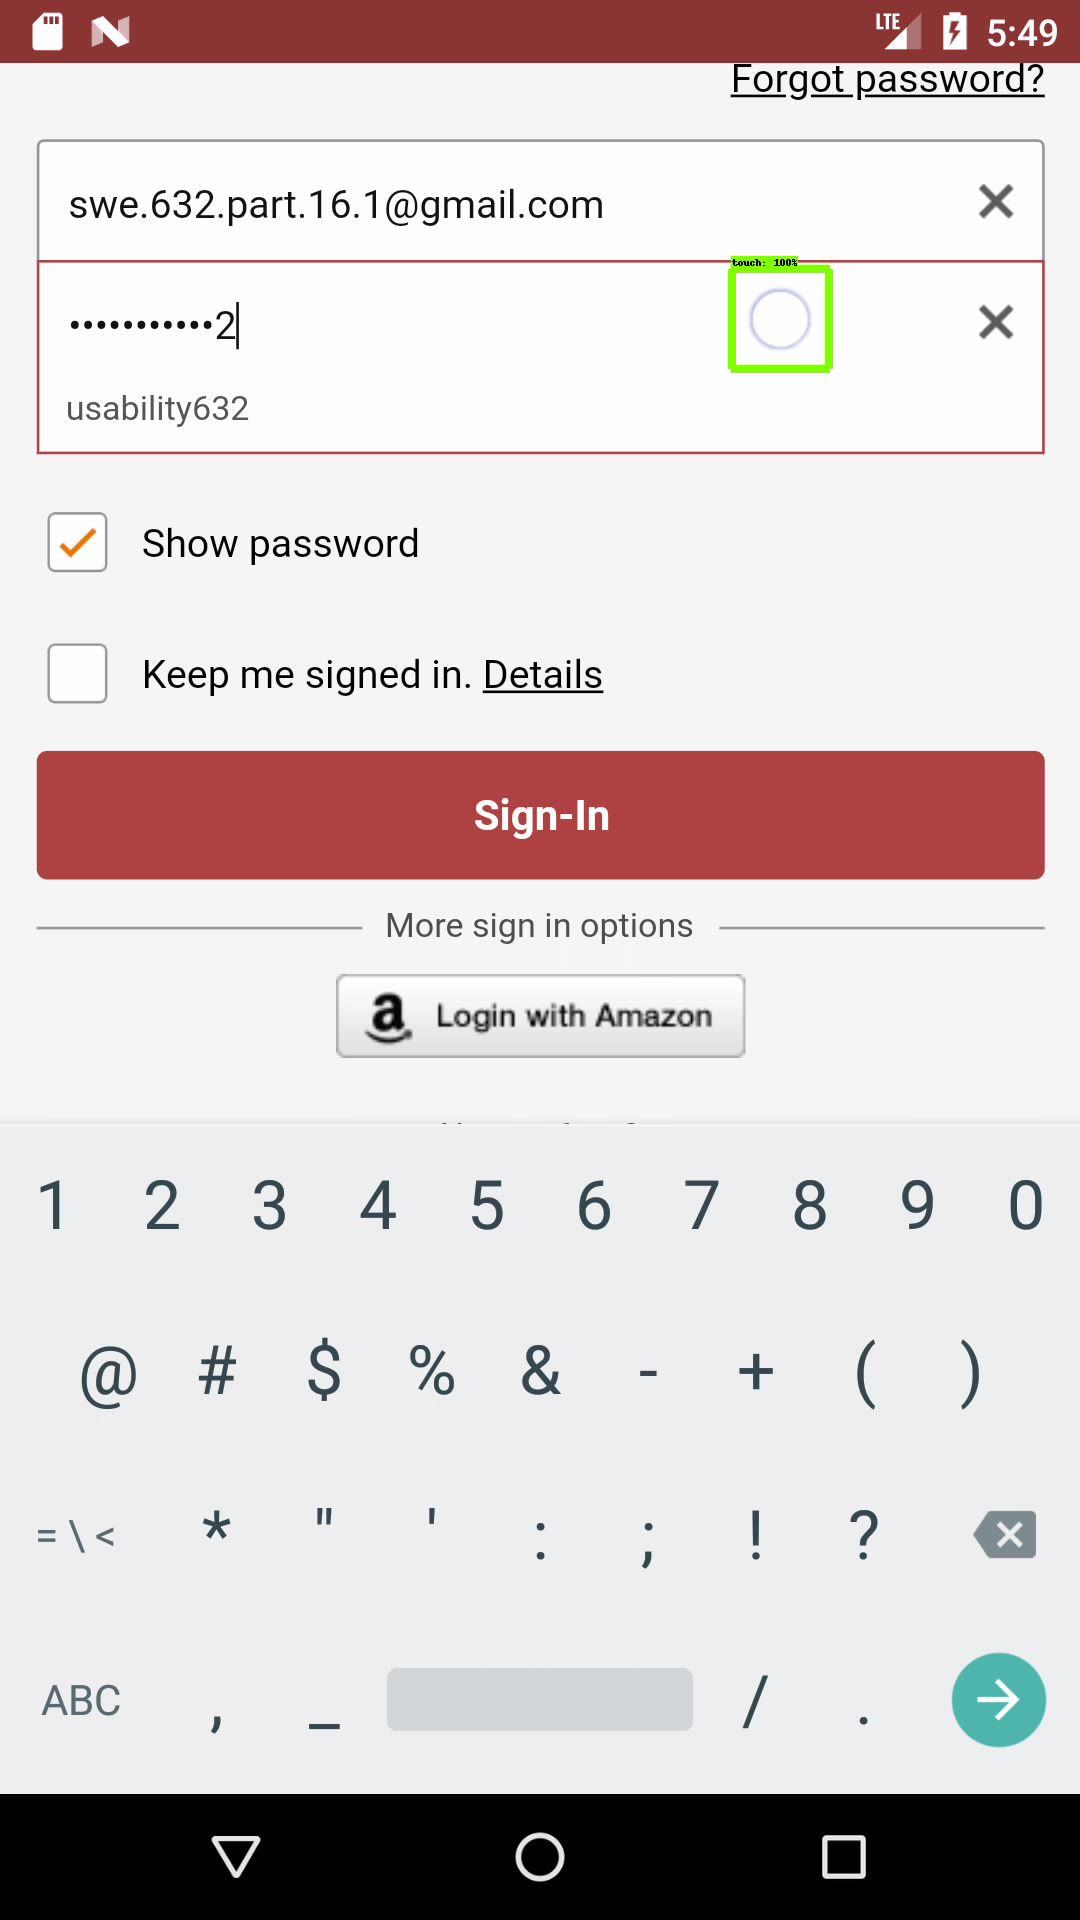 LTE 5:49
Forgot password?
swe.632.part.16.1@gmail.com
touch: 100%
•••••••••••2
usability632
Show password
Keep me signed in. Details
Sign-In
More sign in options
a Login with Amazon
1 2 3 4 5 6 7 8 9 0
@ # $ % & - + ( )
= \ < * " ' : ; ! ?
ABC , _ / .